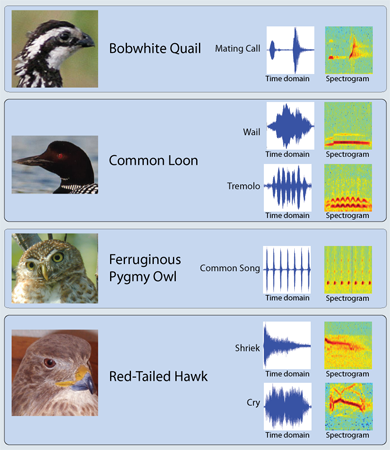 Bobwhite Quail
Mating Call
Time domain
Spectrogram
Common Loon
Wail
Time domain
Spectrogram
Tremolo
Time domain
Spectrogram
Ferruginous
Pygmy Owl
Common Song
Time domain
Spectrogram
Red-Tailed Hawk
Shriek
Time domain
Spectrogram
Cry
Time domain
Spectrogram